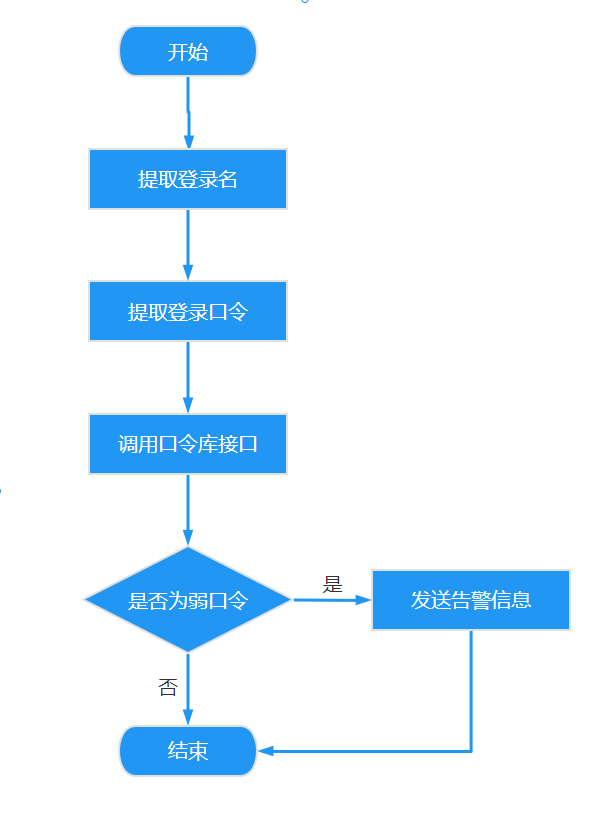 开始
提取登录名
提取登录口令
调用口令库接口
是否为弱口令
是
发送告警信息
否
结束